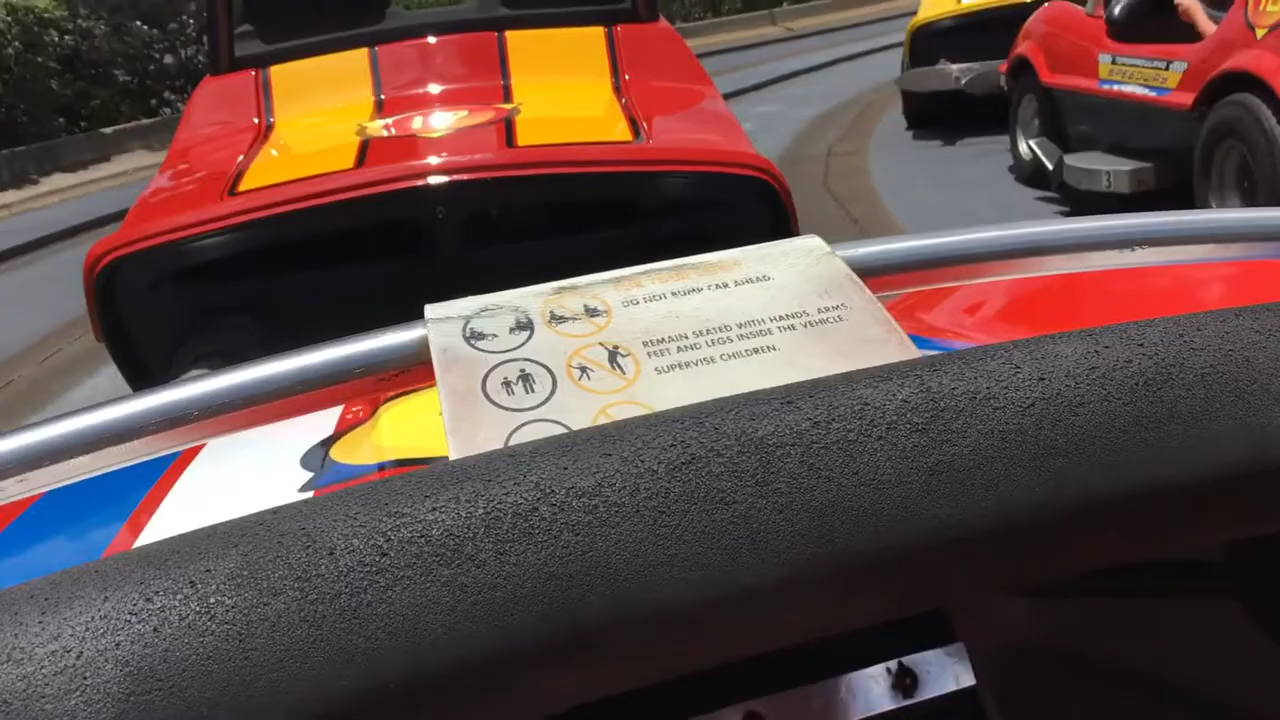 SPEEDWAY
3
DO NOT BUMP CAR AHEAD.
REMAIN SEATED WITH HANDS, ARMS,
FEET AND LEGS INSIDE THE VEHICLE.
SUPERVISE CHILDREN.